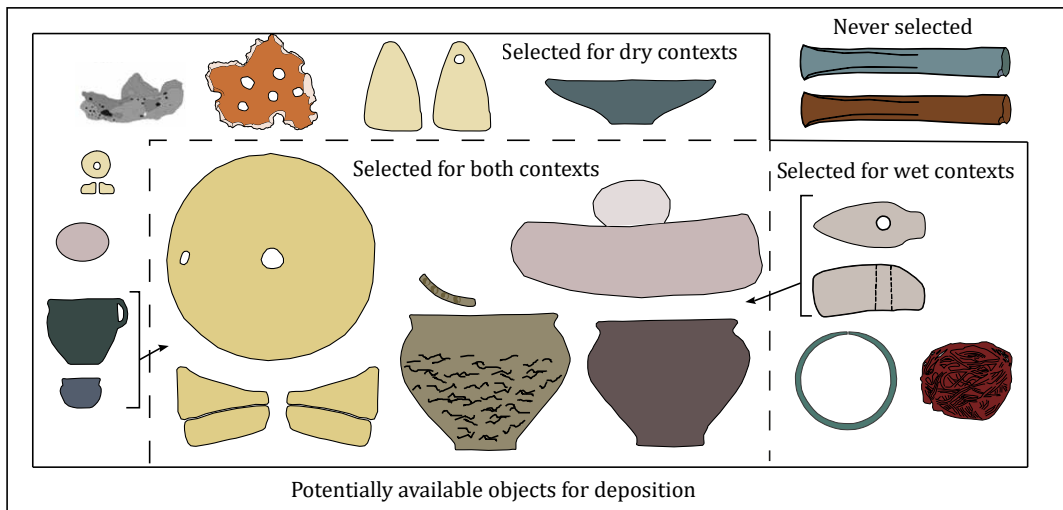 Never selected
Selected for dry contexts
Selected for both contexts
Selected for wet contexts
Potentially available objects for deposition